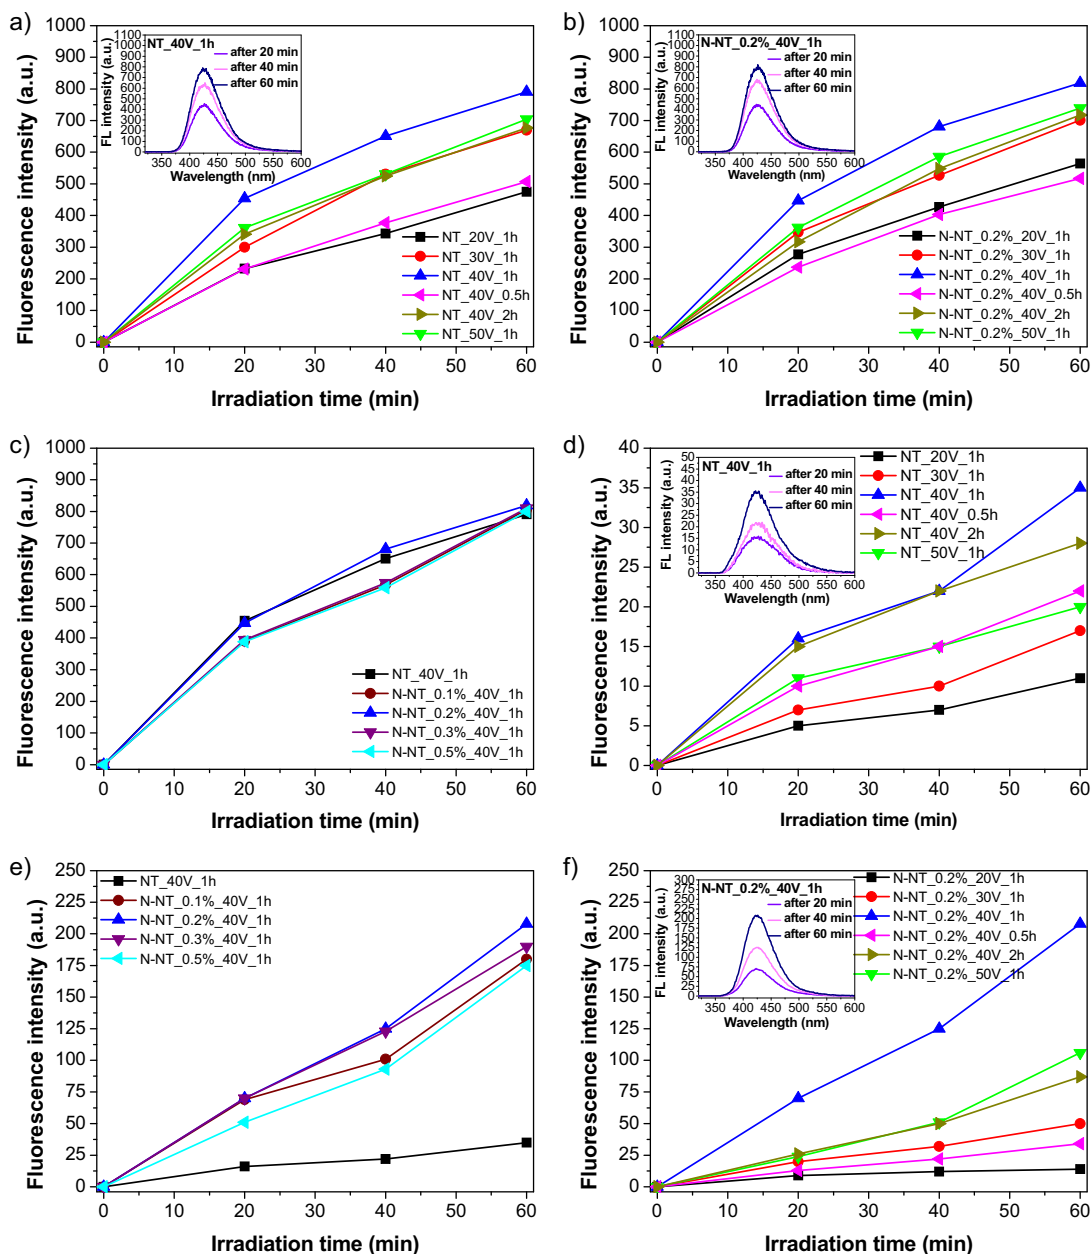 a)
1000
900
800
700
600
500
400
300
200
100
0
Fluorescence intensity (a.u.)
0 10 20 30 40 50 60
Irradiation time (min)
NT_20V_1h
NT_30V_1h
NT_40V_1h
NT_40V_0.5h
NT_40V_2h
NT_50V_1h
NT_40V_1h
after 20 min
after 40 min
after 60 min
1100
1000
900
800
700
600
500
400
300
200
100
0
FL intensity (a.u.)
350 400 450 500 550 600
Wavelength (nm)
b)
1000
900
800
700
600
500
400
300
200
100
0
Fluorescence intensity (a.u.)
0 10 20 30 40 50 60
Irradiation time (min)
N-NT_0.2%_20V_1h
N-NT_0.2%_30V_1h
N-NT_0.2%_40V_1h
N-NT_0.2%_40V_0.5h
N-NT_0.2%_40V_2h
N-NT_0.2%_50V_1h
N-NT_0.2%_40V_1h
after 20 min
after 40 min
after 60 min
1100
1000
900
800
700
600
500
400
300
200
100
0
FL intensity (a.u.)
350 400 450 500 550 600
Wavelength (nm)
c)
1000
900
800
700
600
500
400
300
200
100
0
Fluorescence intensity (a.u.)
0 10 20 30 40 50 60
Irradiation time (min)
NT_40V_1h
N-NT_0.1%_40V_1h
N-NT_0.2%_40V_1h
N-NT_0.3%_40V_1h
N-NT_0.5%_40V_1h
d)
40
35
30
25
20
15
10
5
0
Fluorescence intensity (a.u.)
0 10 20 30 40 50 60
Irradiation time (min)
NT_20V_1h
NT_30V_1h
NT_40V_1h
NT_40V_0.5h
NT_40V_2h
NT_50V_1h
NT_40V_1h
after 20 min
after 40 min
after 60 min
50
45
40
35
30
25
20
15
10
5
0
FL intensity (a.u.)
350 400 450 500 550 600
Wavelength (nm)
e)
250
225
200
175
150
125
100
75
50
25
0
Fluorescence intensity (a.u.)
0 10 20 30 40 50 60
Irradiation time (min)
NT_40V_1h
N-NT_0.1%_40V_1h
N-NT_0.2%_40V_1h
N-NT_0.3%_40V_1h
N-NT_0.5%_40V_1h
f)
250
225
200
175
150
125
100
75
50
25
0
Fluorescence intensity (a.u.)
0 10 20 30 40 50 60
Irradiation time (min)
N-NT_0.2%_20V_1h
N-NT_0.2%_30V_1h
N-NT_0.2%_40V_1h
N-NT_0.2%_40V_0.5h
N-NT_0.2%_40V_2h
N-NT_0.2%_50V_1h
N-NT_0.2%_40V_1h
after 20 min
after 40 min
after 60 min
300
275
250
225
200
175
150
125
100
75
50
25
0
FL intensity (a.u.)
350 400 450 500 550 600
Wavelength (nm)